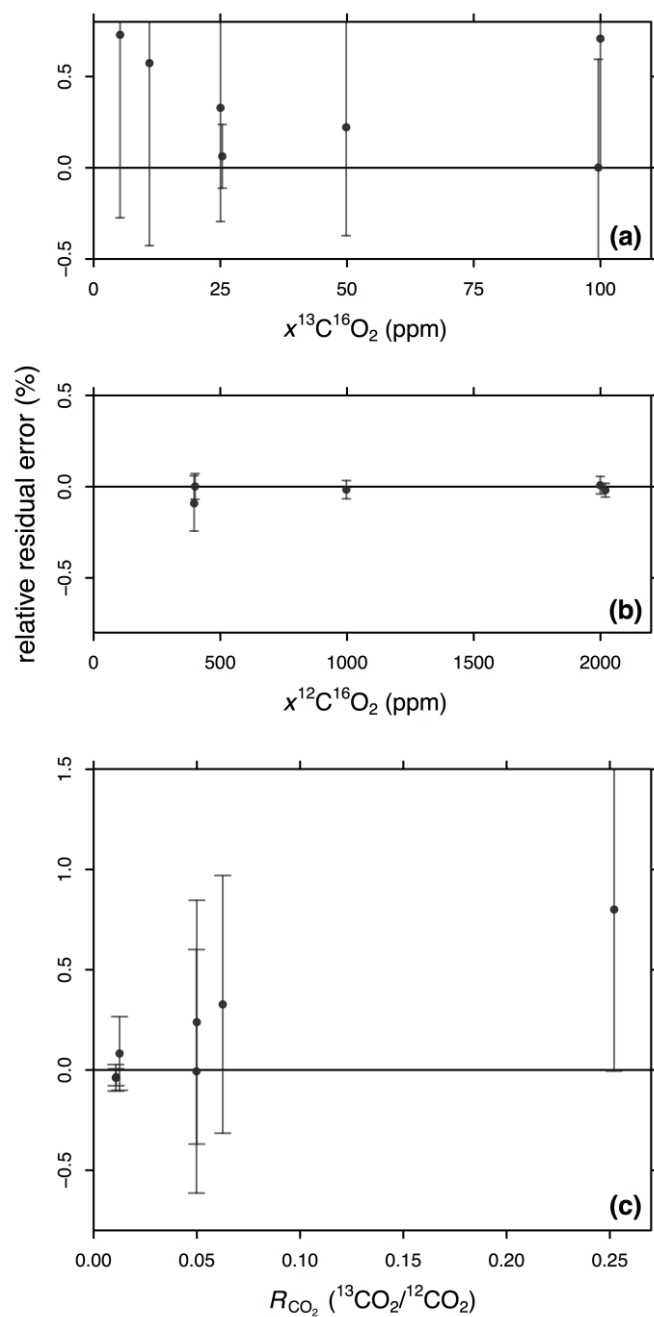 relative residual error (%)
0.5
0.0
−0.5
(a)
0 25 50 75 100
x¹³C¹⁶O₂ (ppm)
0.5
0.0
−0.5
(b)
0 500 1000 1500 2000
x¹²C¹⁶O₂ (ppm)
1.5
1.0
0.5
0.0
−0.5
(c)
0.00 0.05 0.10 0.15 0.20 0.25
R_CO₂ (¹³CO₂/¹²CO₂)